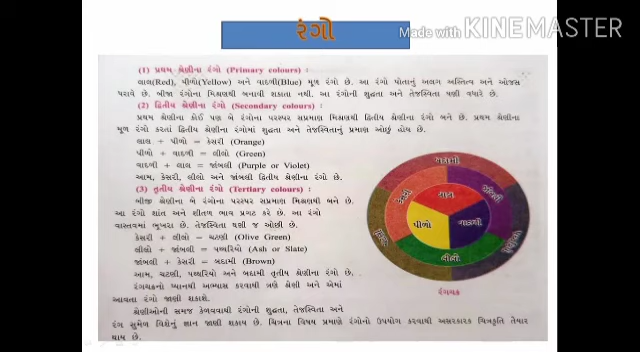 Made with KINEMASTER
રંગો
(1) પ્રથમ શ્રેણીના રંગો (Primary colours) :
લાલ(Red), પીળો(Yellow) અને વાદળી(Blue) મૂળ રંગો છે. આ રંગો પોતાનું અલગ અસ્તિત્વ અને ઓજસ
ધરાવે છે. બીજા રંગોના મિશ્રણથી બનાવી શકાતા નથી. આ રંગોની શુદ્ધતા અને તેજસ્વિતા ઘણી વધારે છે.
(2) દ્વિતીય શ્રેણીના રંગો (Secondary colours) :
પ્રથમ શ્રેણીના કોઈ પણ બે રંગોના પરસ્પર સપ્રમાણ મિશ્રણથી દ્વિતીય શ્રેણીના રંગો બને છે. પ્રથમ શ્રેણીના
મૂળ રંગો કરતાં દ્વિતીય શ્રેણીના રંગોમાં શુદ્ધતા અને તેજસ્વિતાનું પ્રમાણ ઓછું હોય છે.
લાલ + પીળો = કેસરી (Orange)
પીળો + વાદળી = લીલો (Green)
વાદળી + લાલ = જાંબલી (Purple or Violet)
આમ, કેસરી, લીલો અને જાંબલી દ્વિતીય શ્રેણીના રંગો છે.
(3) તૃતીય શ્રેણીના રંગો (Tertiary colours) :
બીજી શ્રેણીના બે રંગોના પરસ્પર સપ્રમાણ મિશ્રણથી બને છે.
આ રંગો શાંત અને શીતળ ભાવ પ્રગટ કરે છે. આ રંગો
વાસ્તવમાં ભૂખરા છે. તેજસ્વિતા ઘણી જ ઓછી છે.
કેસરી + લીલો = ચટણી (Olive Green)
લીલો + જાંબલી = પથ્થરિયો (Ash or Slate)
જાંબલી + કેસરી = બદામી (Brown)
આમ, ચટણી, પથ્થરિયો અને બદામી તૃતીય શ્રેણીના રંગો છે.
રંગચક્રનો ધ્યાનથી અભ્યાસ કરવાથી ત્રણે શ્રેણી અને એમાં
આવતા રંગો જાણી શકાશે.
શ્રેણીઓની સમજ કેળવવાથી રંગોની શુદ્ધતા, તેજસ્વિતા અને
રંગ સુમેળ વિશેનું જ્ઞાન જાણી શકાય છે. ચિત્રના વિષય પ્રમાણે રંગોનો ઉપયોગ કરવાથી અસરકારક ચિત્રકૃતિ તૈયાર
થાય છે.
બદામી
કેસરી
જાંબલી
લાલ
પીળો
વાદળી
લીલો
રંગચક્ર